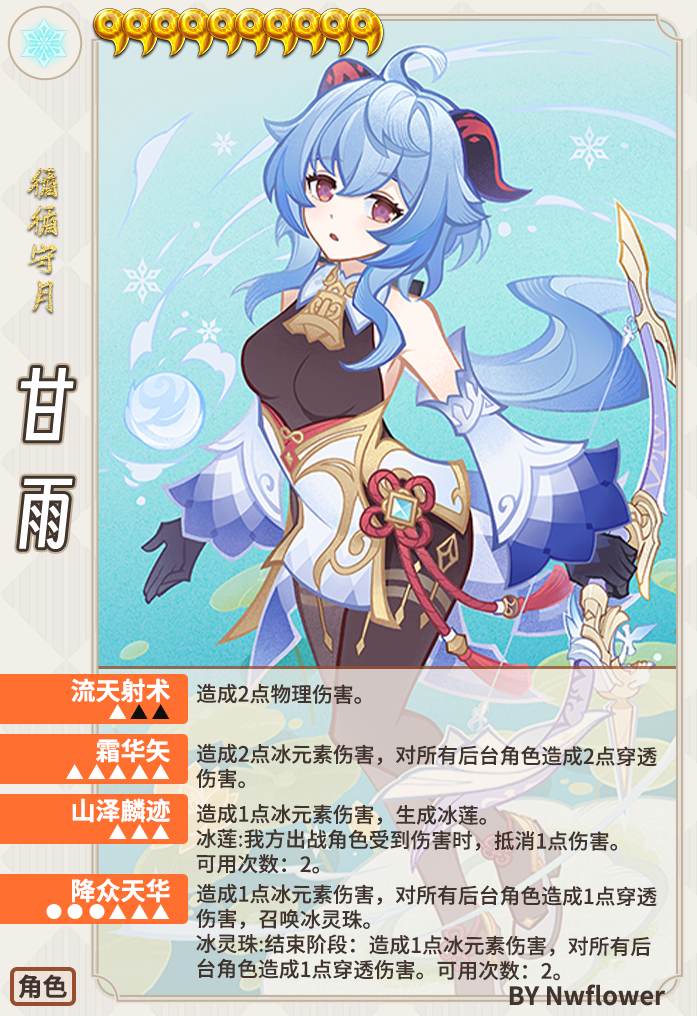 循循守月
甘雨
流天射术
造成2点物理伤害。
霜华矢
造成2点冰元素伤害，对所有后台角色造成2点穿透
伤害。
山泽麟迹
造成1点冰元素伤害，生成冰莲。
冰莲:我方出战角色受到伤害时，抵消1点伤害。
可用次数：2。
降众天华
造成1点冰元素伤害，对所有后台角色造成1点穿透
伤害，召唤冰灵珠。
冰灵珠:结束阶段：造成1点冰元素伤害，对所有后
台角色造成1点穿透伤害。可用次数：2。
角色
BY Nwflower